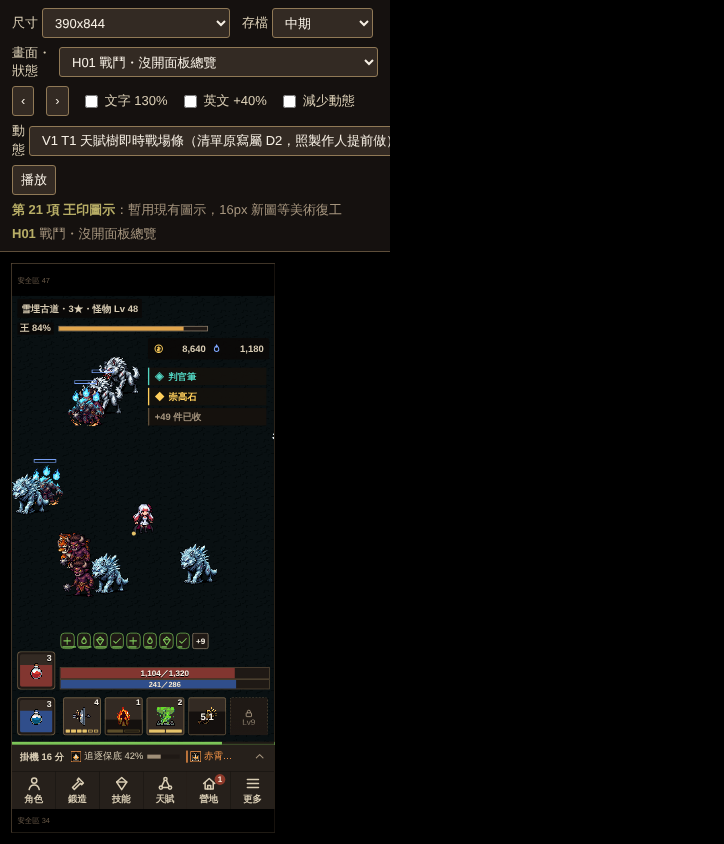 尺寸 390x844 存檔 中期
畫面・狀態 H01 戰鬥・沒開面板總覽
‹ › 文字 130% 英文 +40% 減少動態
動態 V1 T1 天賦樹即時戰場條（清單原寫屬 D2，照製作人提前做）
播放
第 21 項 王印圖示：暫用現有圖示，16px 新圖等美術復工
H01 戰鬥・沒開面板總覽
安全區 47
雪埋古道・3★・怪物 Lv 48
王 84%
8,640 1,180
判官筆
崇高石
+49 件已收
+9
3
1,104／1,320
241／286
3 4 1 2 5.1 Lv9
掛機 16 分 追逐保底 42% 赤霄…
1
角色 鍛造 技能 天賦 營地 更多
安全區 34